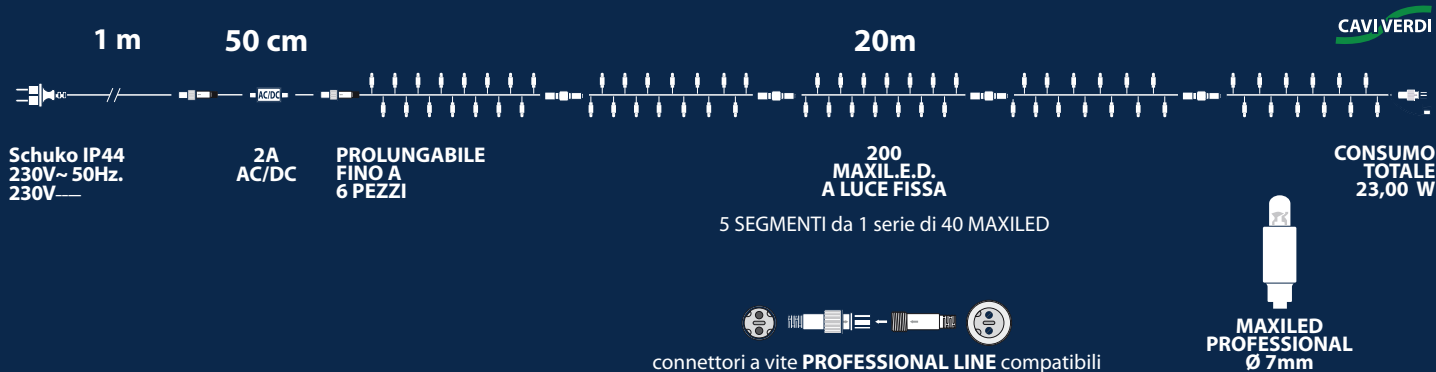 CAVI VERDI
1 m
50 cm
20m
AC/DC
Schuko IP44
230V~ 50Hz.
230V
2A
AC/DC
PROLUNGABILE
FINO A
6 PEZZI
200
MAXIL.E.D.
A LUCE FISSA
5 SEGMENTI da 1 serie di 40 MAXILED
CONSUMO
TOTALE
23,00 W
MAXILED
PROFESSIONAL
Ø 7mm
connettori a vite PROFESSIONAL LINE compatibili